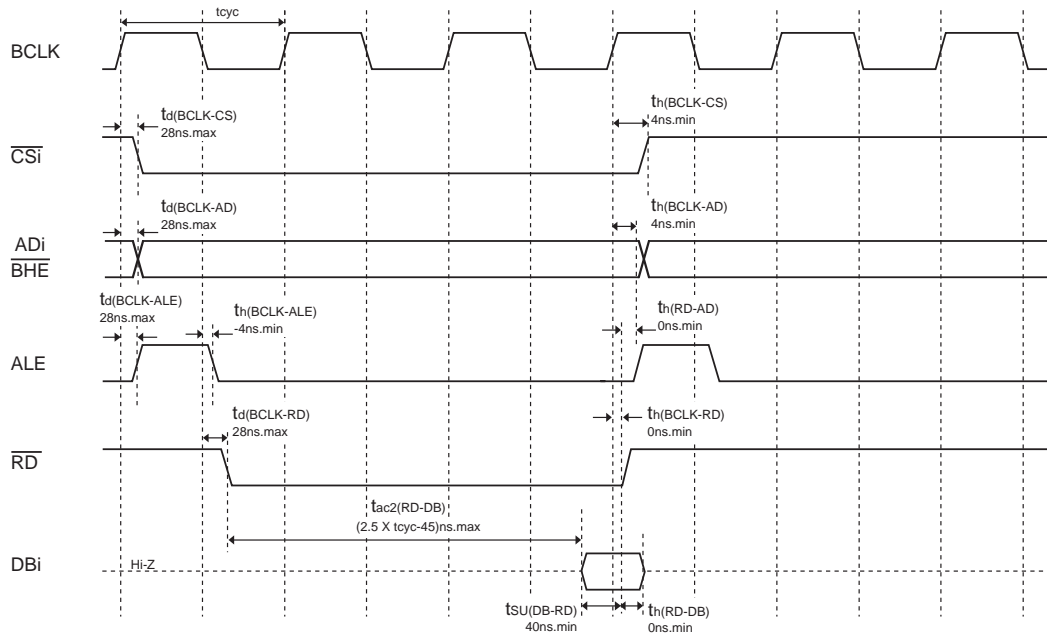 tcyc
BCLK
td(BCLK-CS)
28ns.max
th(BCLK-CS)
4ns.min
CSi
td(BCLK-AD)
28ns.max
th(BCLK-AD)
4ns.min
ADi
BHE
td(BCLK-ALE)
28ns.max
th(BCLK-ALE)
-4ns.min
th(RD-AD)
0ns.min
ALE
td(BCLK-RD)
28ns.max
th(BCLK-RD)
0ns.min
RD
tac2(RD-DB)
(2.5 X tcyc-45)ns.max
DBi
Hi-Z
tSU(DB-RD)
40ns.min
th(RD-DB)
0ns.min